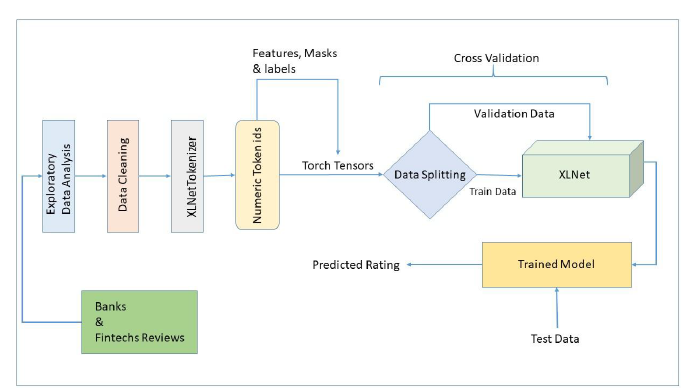 Features, Masks
& labels
Cross Validation
Validation Data
Exploratory
Data Analysis
Data Cleaning
XLNetTokenizer
Numeric Token ids
Torch Tensors
Data Splitting
Train Data
XLNet
Predicted Rating
Trained Model
Banks
&
Fintechs Reviews
Test Data